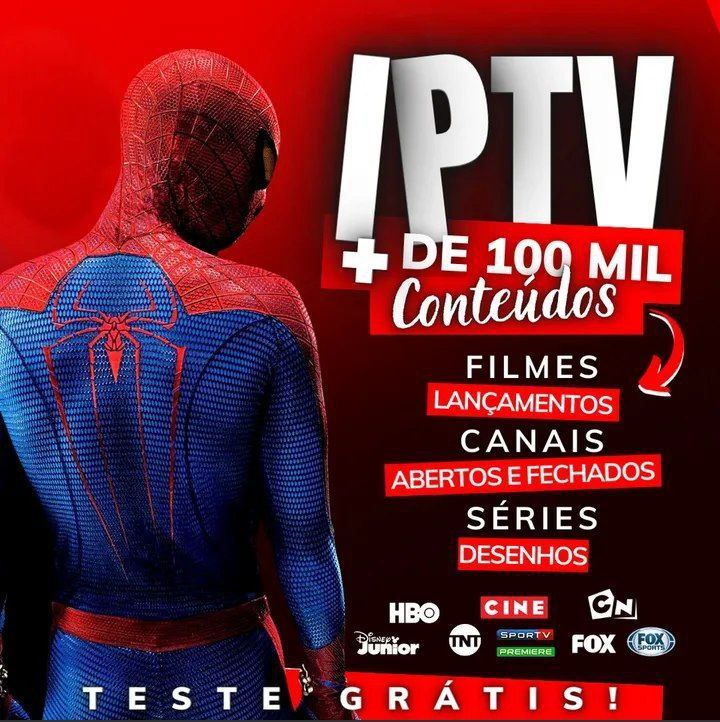 IPTV
+ DE 100 MIL
Conteúdos
FILMES
LANÇAMENTOS
CANAIS
ABERTOS E FECHADOS
SÉRIES
DESENHOS
HBO CINE CN
Disney Junior TNT SPORTV PREMIERE FOX FOX SPORTS
TESTE GRÁTIS!